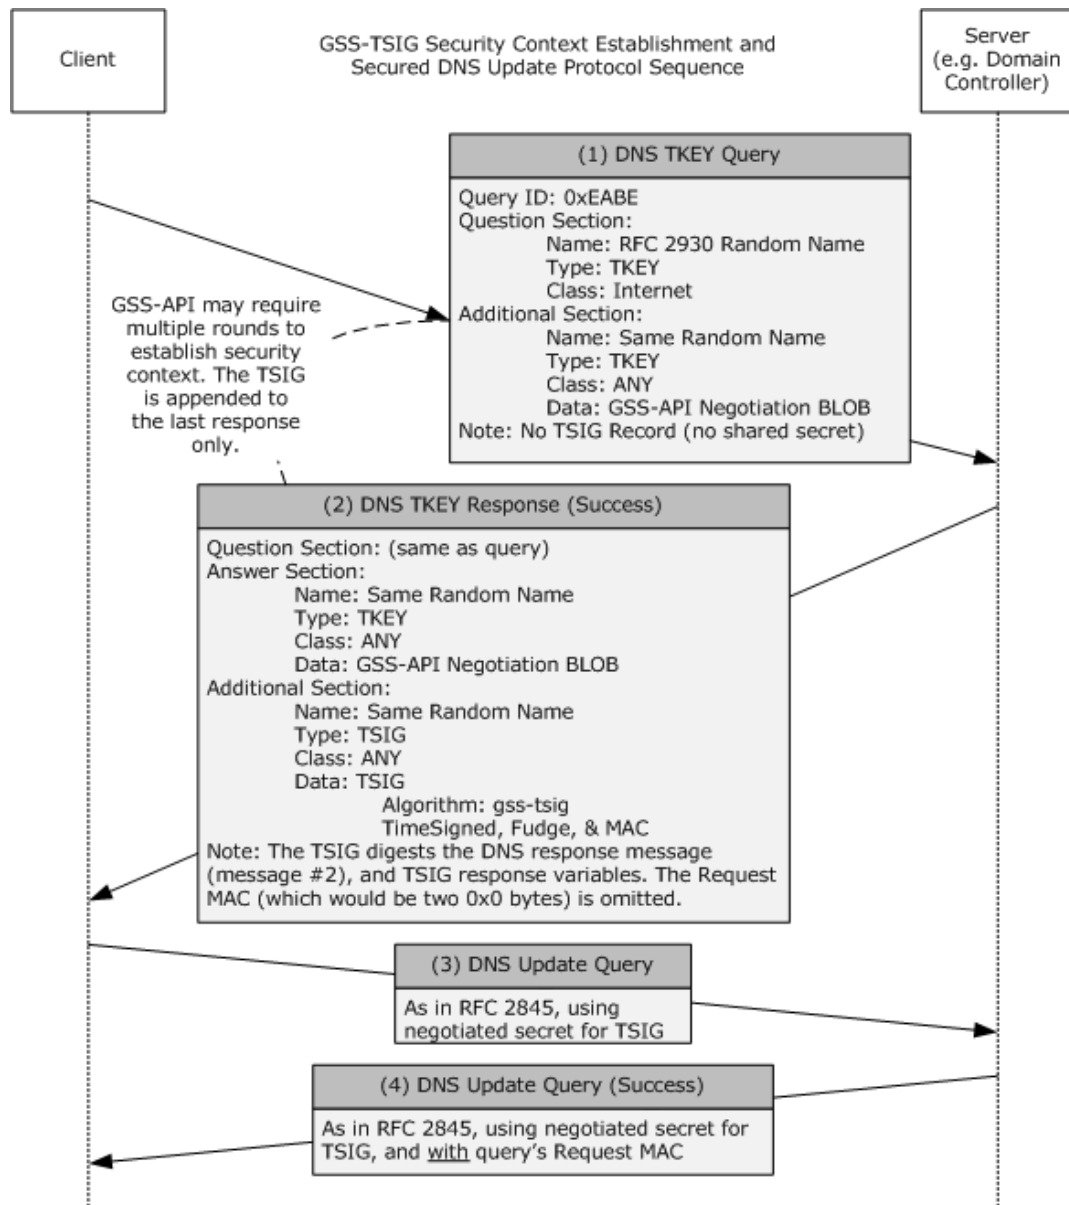 Client
GSS-TSIG Security Context Establishment and
Secured DNS Update Protocol Sequence
Server
(e.g. Domain
Controller)
(1) DNS TKEY Query
Query ID: 0xEABE
Question Section:
Name: RFC 2930 Random Name
Type: TKEY
Class: Internet
Additional Section:
Name: Same Random Name
Type: TKEY
Class: ANY
Data: GSS-API Negotiation BLOB
Note: No TSIG Record (no shared secret)
GSS-API may require
multiple rounds to
establish security
context. The TSIG
is appended to
the last response
only.
(2) DNS TKEY Response (Success)
Question Section: (same as query)
Answer Section:
Name: Same Random Name
Type: TKEY
Class: ANY
Data: GSS-API Negotiation BLOB
Additional Section:
Name: Same Random Name
Type: TSIG
Class: ANY
Data: TSIG
Algorithm: gss-tsig
TimeSigned, Fudge, & MAC
Note: The TSIG digests the DNS response message
(message #2), and TSIG response variables. The Request
MAC (which would be two 0x0 bytes) is omitted.
(3) DNS Update Query
As in RFC 2845, using
negotiated secret for TSIG
(4) DNS Update Query (Success)
As in RFC 2845, using negotiated secret for
TSIG, and with query's Request MAC